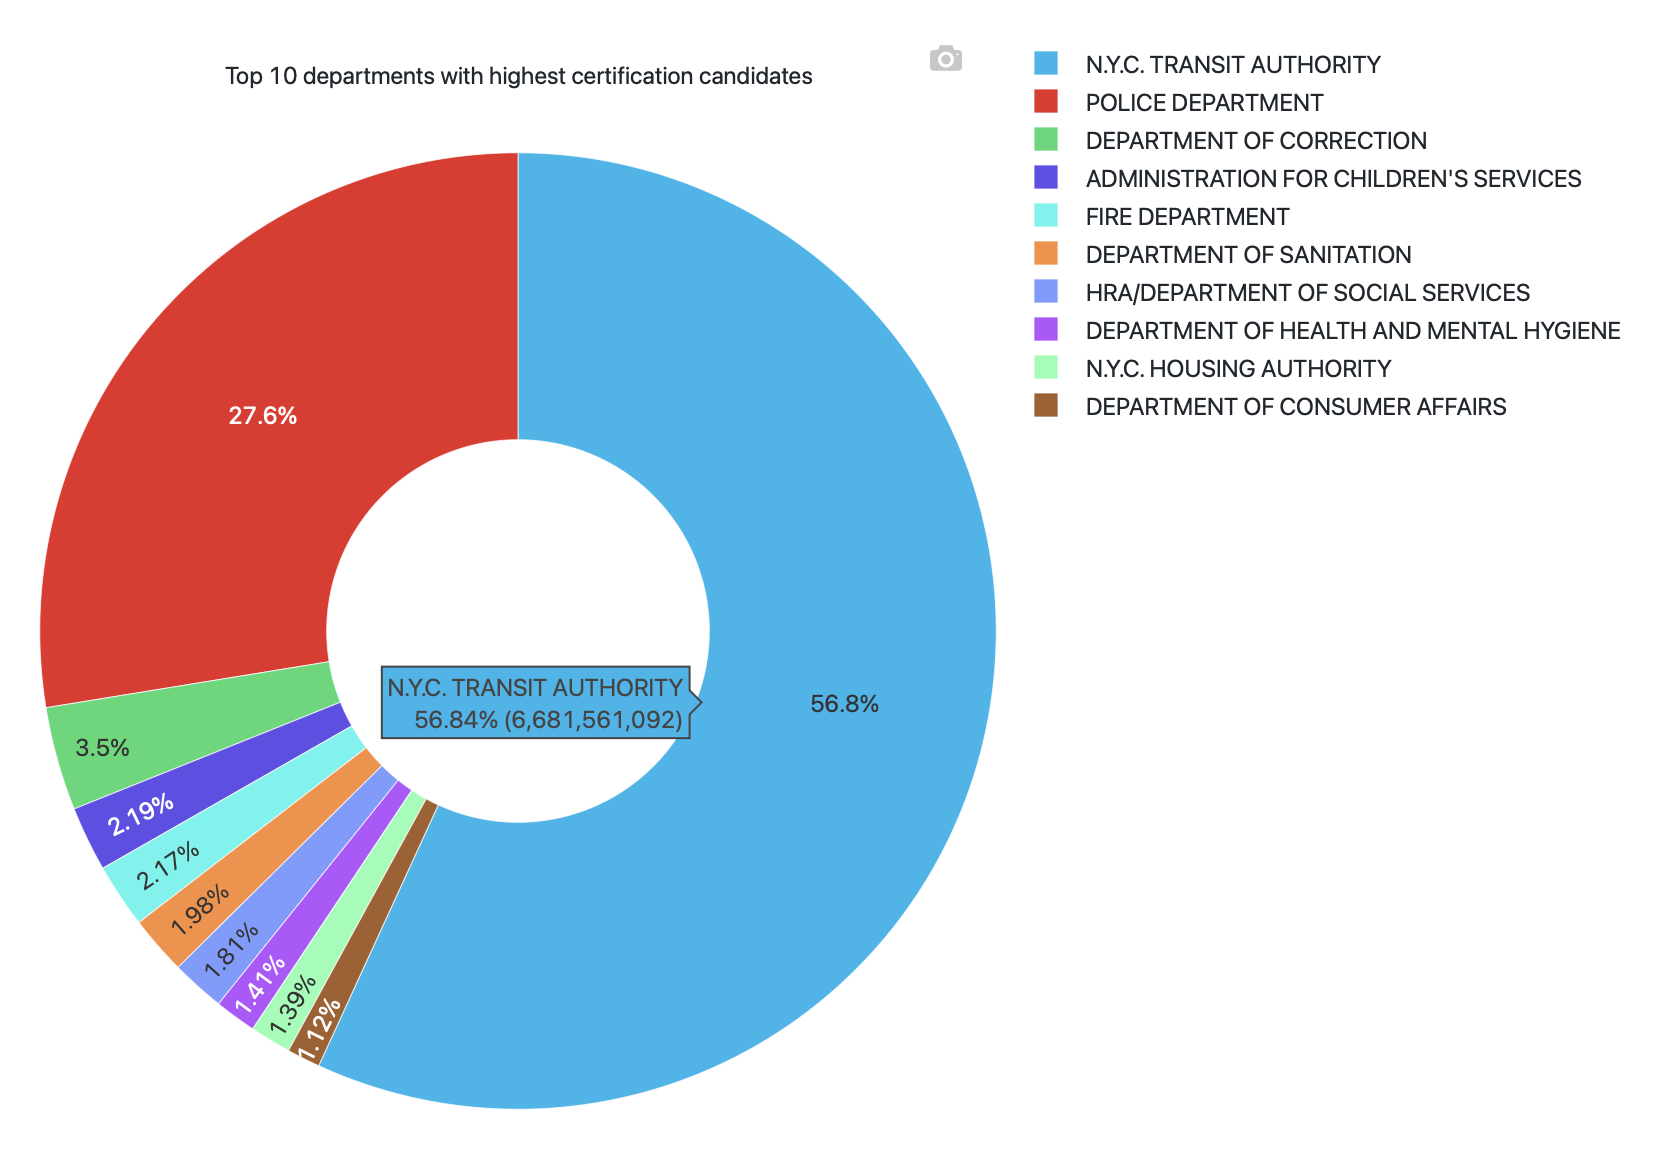 Top 10 departments with highest certification candidates
N.Y.C. TRANSIT AUTHORITY
POLICE DEPARTMENT
DEPARTMENT OF CORRECTION
ADMINISTRATION FOR CHILDREN'S SERVICES
FIRE DEPARTMENT
DEPARTMENT OF SANITATION
HRA/DEPARTMENT OF SOCIAL SERVICES
DEPARTMENT OF HEALTH AND MENTAL HYGIENE
N.Y.C. HOUSING AUTHORITY
DEPARTMENT OF CONSUMER AFFAIRS
27.6%
N.Y.C. TRANSIT AUTHORITY
56.84% (6,681,561,092)
56.8%
3.5%
2.19%
2.17%
1.98%
1.81%
1.41%
1.39%
1.12%